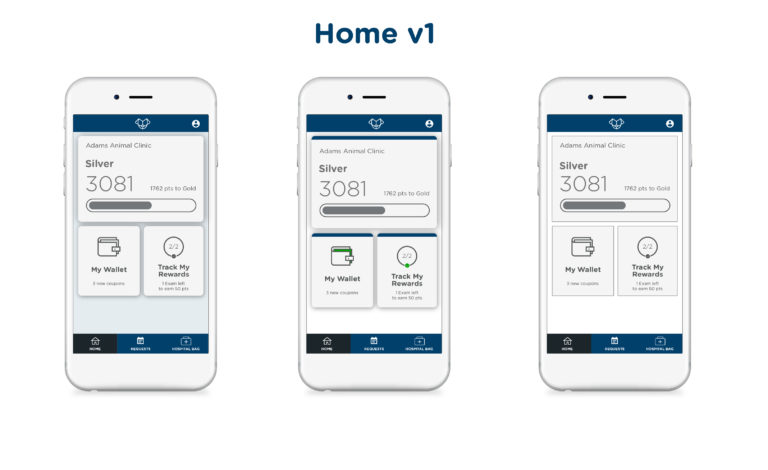 Home v1
Adams Animal Clinic
Silver
3081
1762 pts to Gold
My Wallet
3 new coupons
2/2
Track My
Rewards
1 Exam left
to earn 50 pts
HOME
REQUESTS
HOSPITAL BAG
Adams Animal Clinic
Silver
3081
1762 pts to Gold
My Wallet
3 new coupons
2/2
Track My
Rewards
1 Exam left
to earn 50 pts
HOME
REQUESTS
HOSPITAL BAG
Adams Animal Clinic
Silver
3081
1762 pts to Gold
My Wallet
3 new coupons
2/2
Track My
Rewards
1 Exam left
to earn 50 pts
HOME
REQUESTS
HOSPITAL BAG